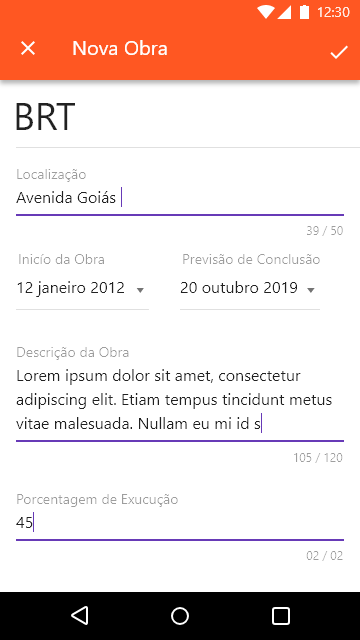 12:30
Nova Obra
BRT
Localização
Avenida Goiás
39 / 50
Inicío da Obra
Previsão de Conclusão
12 janeiro 2012
20 outubro 2019
Descrição da Obra
Lorem ipsum dolor sit amet, consectetur
adipiscing elit. Etiam tempus tincidunt metus
vitae malesuada. Nullam eu mi id s
105 / 120
Porcentagem de Exucução
45
02 / 02